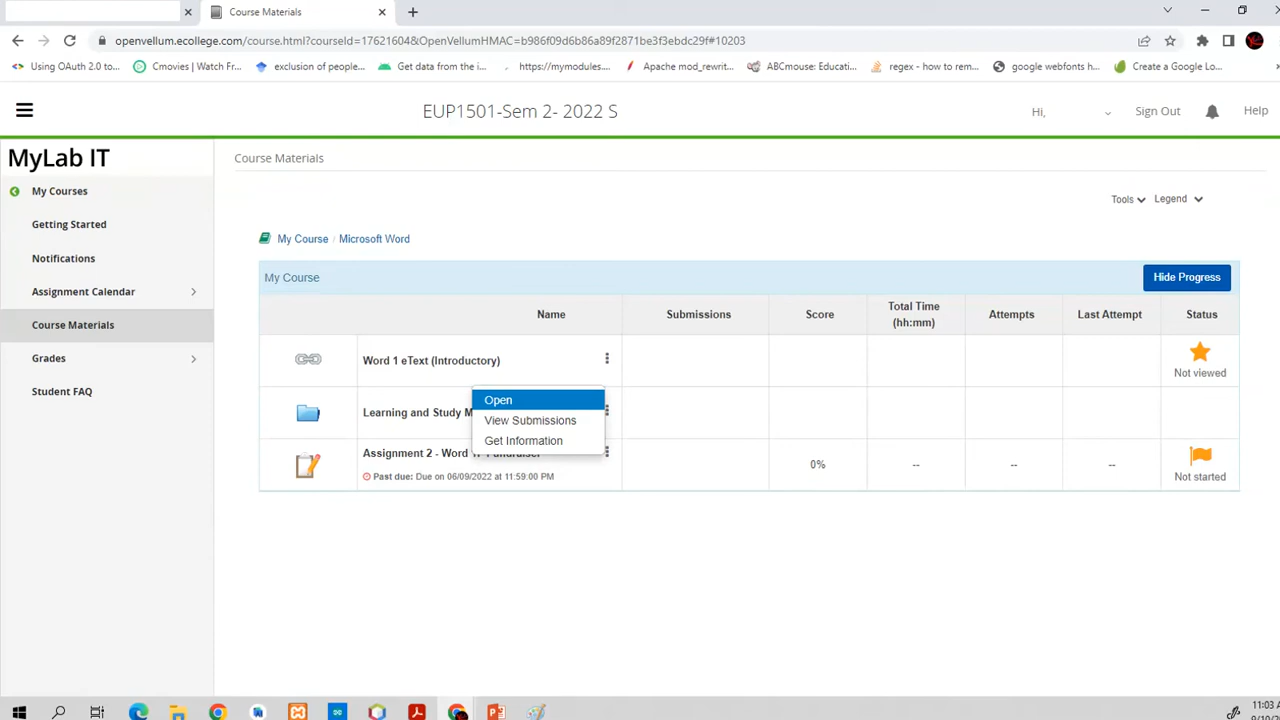 Course Materials
openvellum.ecollege.com/course.html?courseId=17621604&OpenVellumHMAC=b986f09d6b86a89f2871be3f3ebdc29f#10203
Using OAuth 2.0 to... Cmovies | Watch Fr... exclusion of people... Get data from the i... https://mymodules.... Apache mod_rewrit... ABCmouse: Educati... regex - how to rem... google webfonts h... Create a Google Lo...
EUP1501-Sem 2- 2022 S
Hi, Sign Out Help
MyLab IT
My Courses
Getting Started
Notifications
Assignment Calendar
Course Materials
Grades
Student FAQ
Course Materials
Tools Legend
My Course / Microsoft Word
My Course Hide Progress
Name Submissions Score Total Time (hh:mm) Attempts Last Attempt Status
Word 1 eText (Introductory) Not viewed
Learning and Study M
Open
View Submissions
Get Information
Assignment 2 - Word 0% -- -- -- Not started
Past due: Due on 06/09/2022 at 11:59:00 PM
11:03